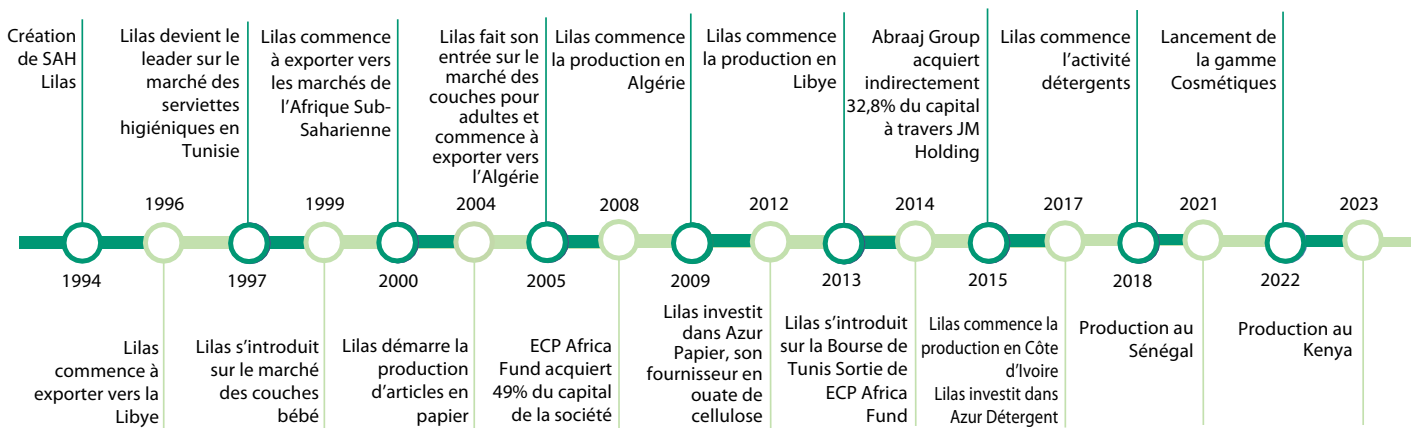 Création
de SAH
Lilas
Lilas devient le
leader sur le
marché des
serviettes
higiéniques en
Tunisie
Lilas commence
à exporter vers
les marchés de
l’Afrique Sub-
Saharienne
Lilas fait son
entrée sur le
marché des
couches pour
adultes et
commence à
exporter vers
l’Algérie
Lilas commence
la production en
Algérie
Lilas commence
la production en
Libye
Abraaj Group
acquiert
indirectement
32,8% du capital
à travers JM
Holding
Lilas commence
l’activité
détergents
Lancement de
la gamme
Cosmétiques
1996
1999
2004
2008
2012
2014
2017
2021
2023
1994
1997
2000
2005
2009
2013
2015
2018
2022
Lilas
commence à
exporter vers la
Libye
Lilas s’introduit
sur le marché
des couches
bébé
Lilas démarre la
production
d’articles en
papier
ECP Africa
Fund acquiert
49% du capital
de la société
Lilas investit
dans Azur
Papier, son
fournisseur en
ouate de
cellulose
Lilas s’introduit
sur la Bourse de
Tunis Sortie de
ECP Africa
Fund
Lilas commence la
production en Côte
d’Ivoire
Lilas investit dans
Azur Détergent
Production au
Sénégal
Production au
Kenya